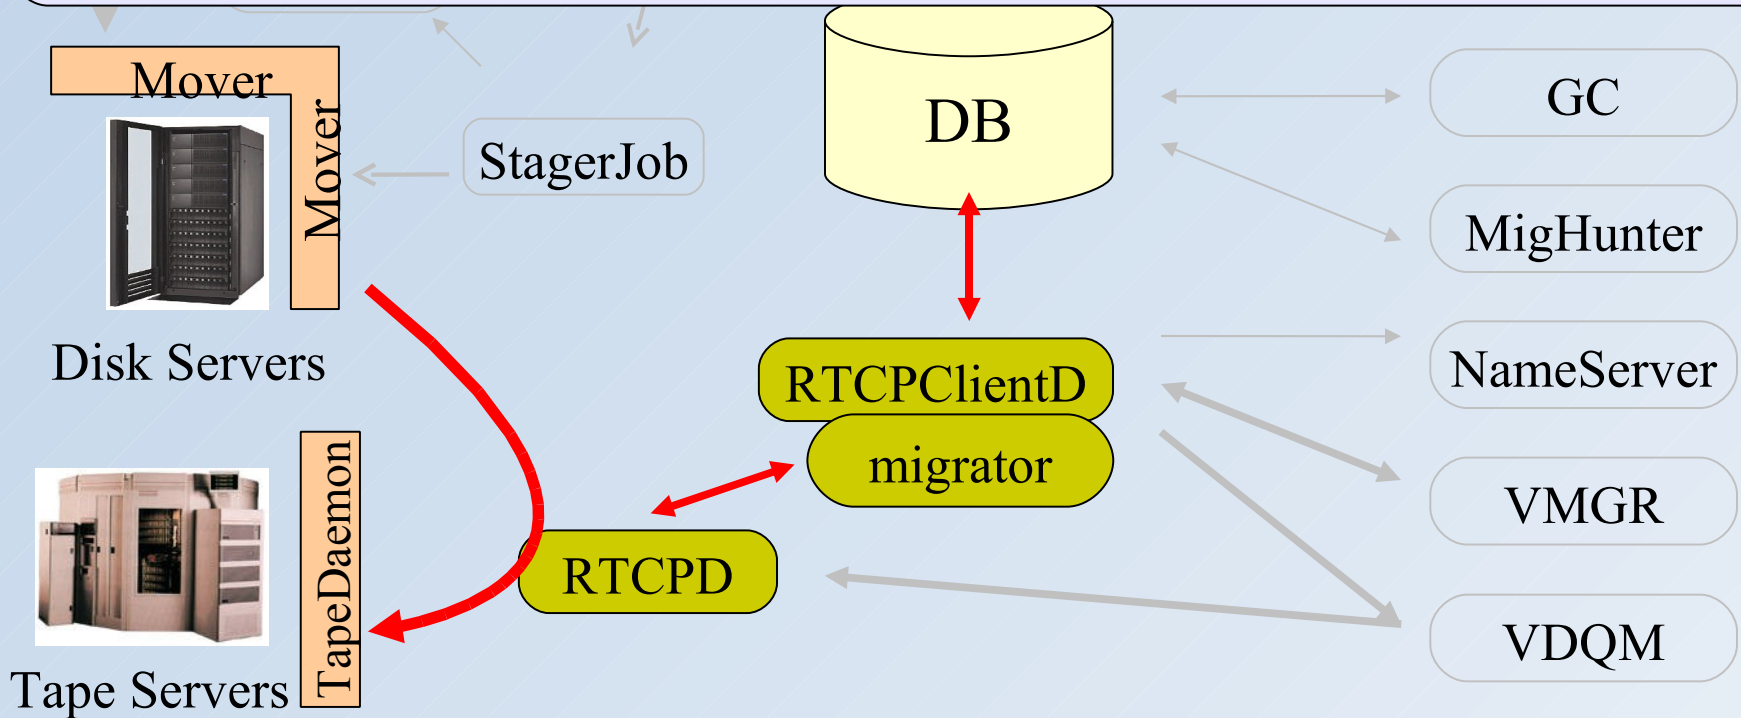 Mover
Mover
DB
GC
StagerJob
MigHunter
Disk Servers
RTCPClientD
NameServer
migrator
TapeDaemon
VMGR
RTCPD
VDQM
Tape Servers